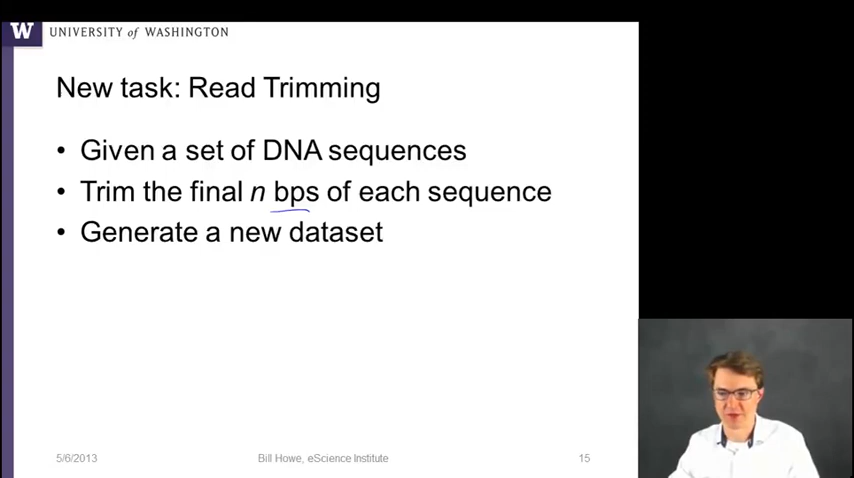 W UNIVERSITY of WASHINGTON
New task: Read Trimming
• Given a set of DNA sequences
• Trim the final n bps of each sequence
• Generate a new dataset
5/6/2013 Bill Howe, eScience Institute 15